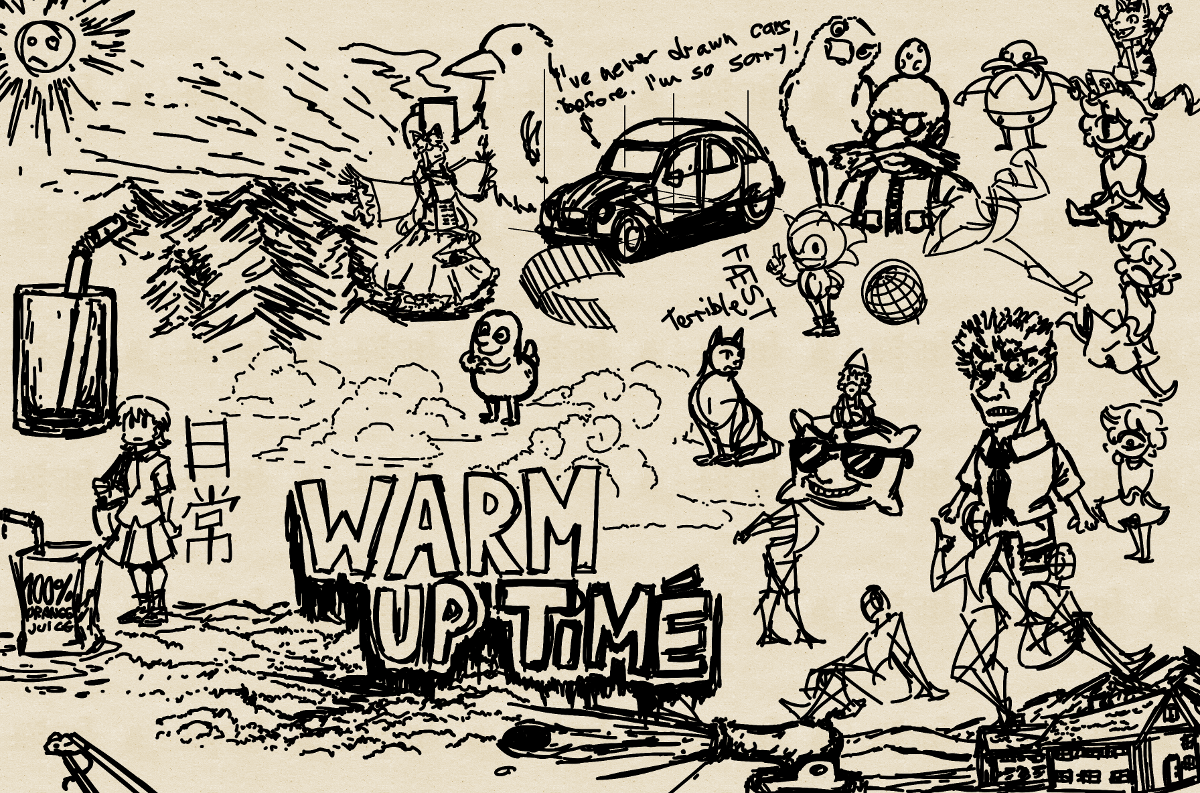 I've never drawn cars
before. I'm so sorry!
FAST
Terrible
日常
WARM
UP TiME
100%
ORANGE
JUICE